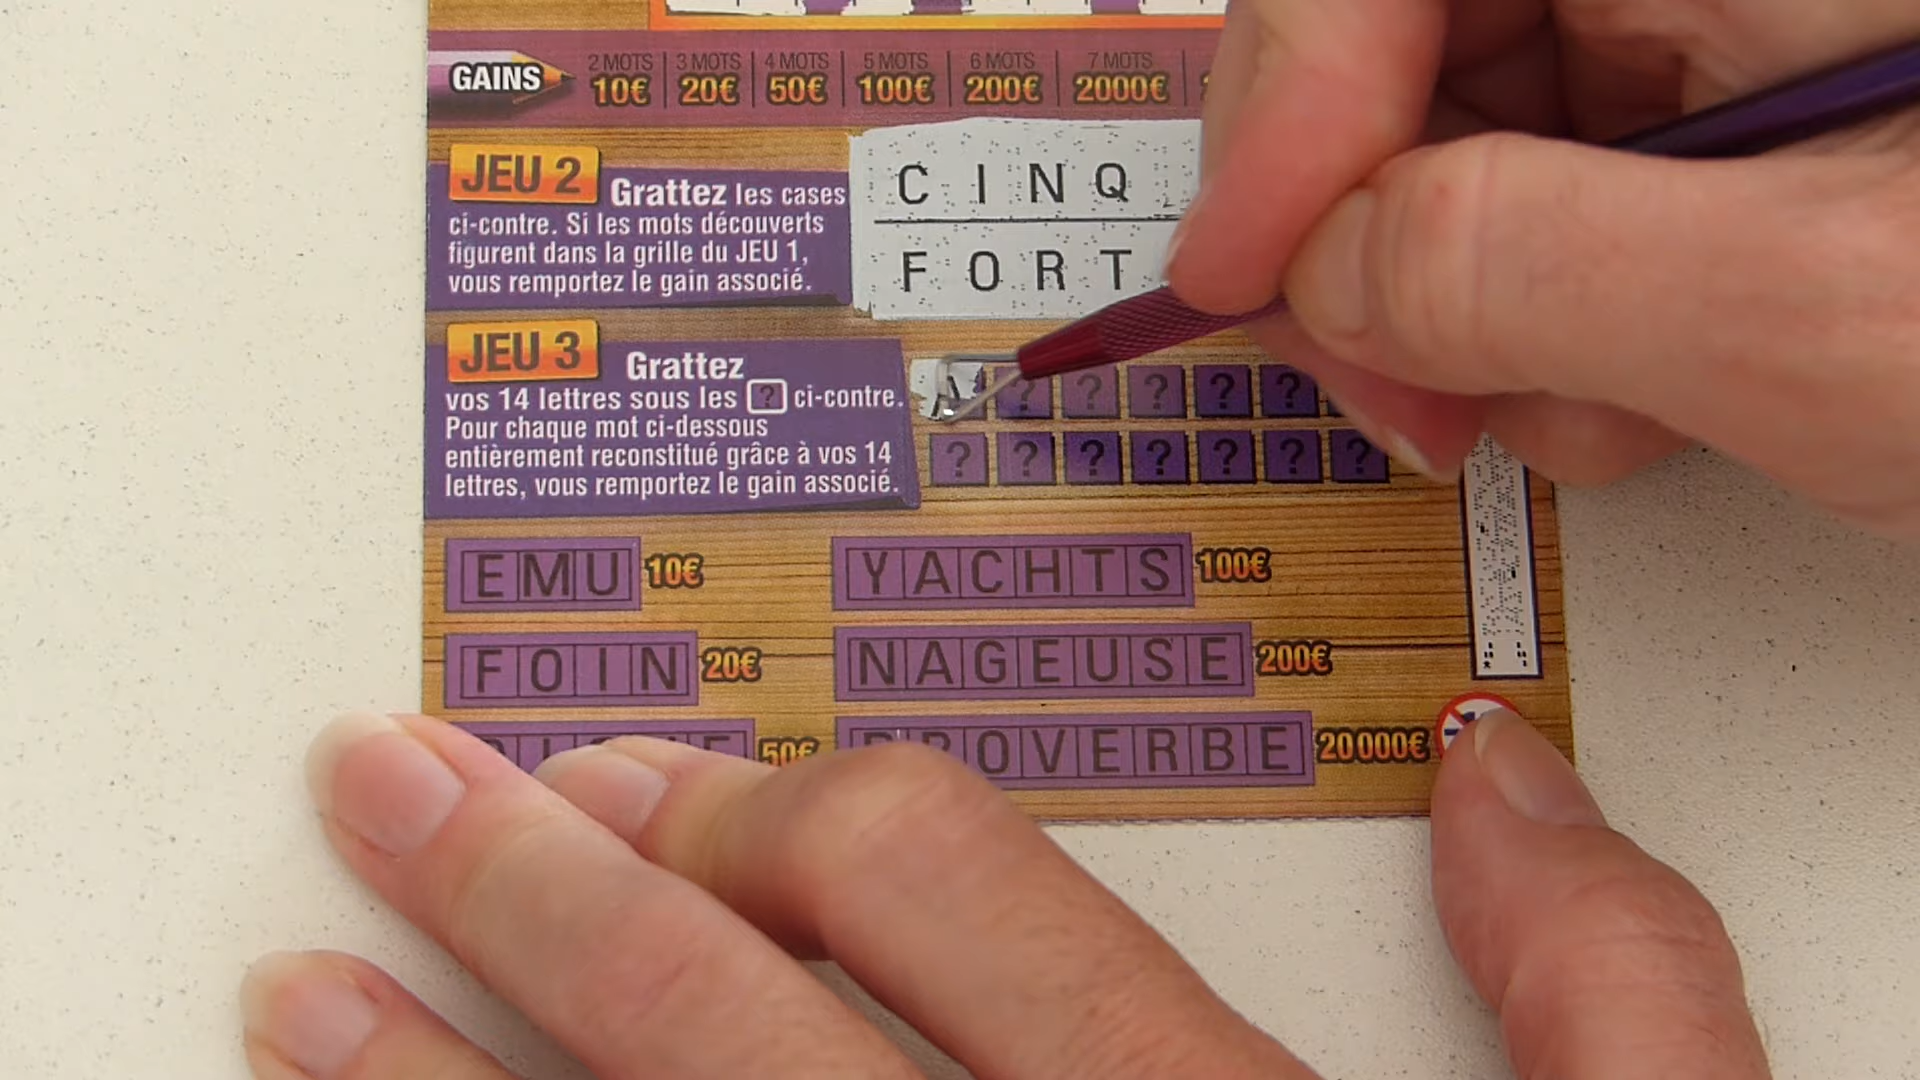 GAINS
2 MOTS 3 MOTS 4 MOTS 5 MOTS 6 MOTS 7 MOTS
10€ 20€ 50€ 100€ 200€ 2000€
JEU 2
Grattez les cases
ci-contre. Si les mots découverts
figurent dans la grille du JEU 1,
vous remportez le gain associé.
CINQ
FORT
JEU 3
Grattez
vos 14 lettres sous les ? ci-contre.
Pour chaque mot ci-dessous
entièrement reconstitué grâce à vos 14
lettres, vous remportez le gain associé.
A ? ? ? ? ?
? ? ? ? ? ? ?
EMU 10€
YACHTS 100€
FOIN 20€
NAGEUSE 200€
50€
PROVERBE 20000€